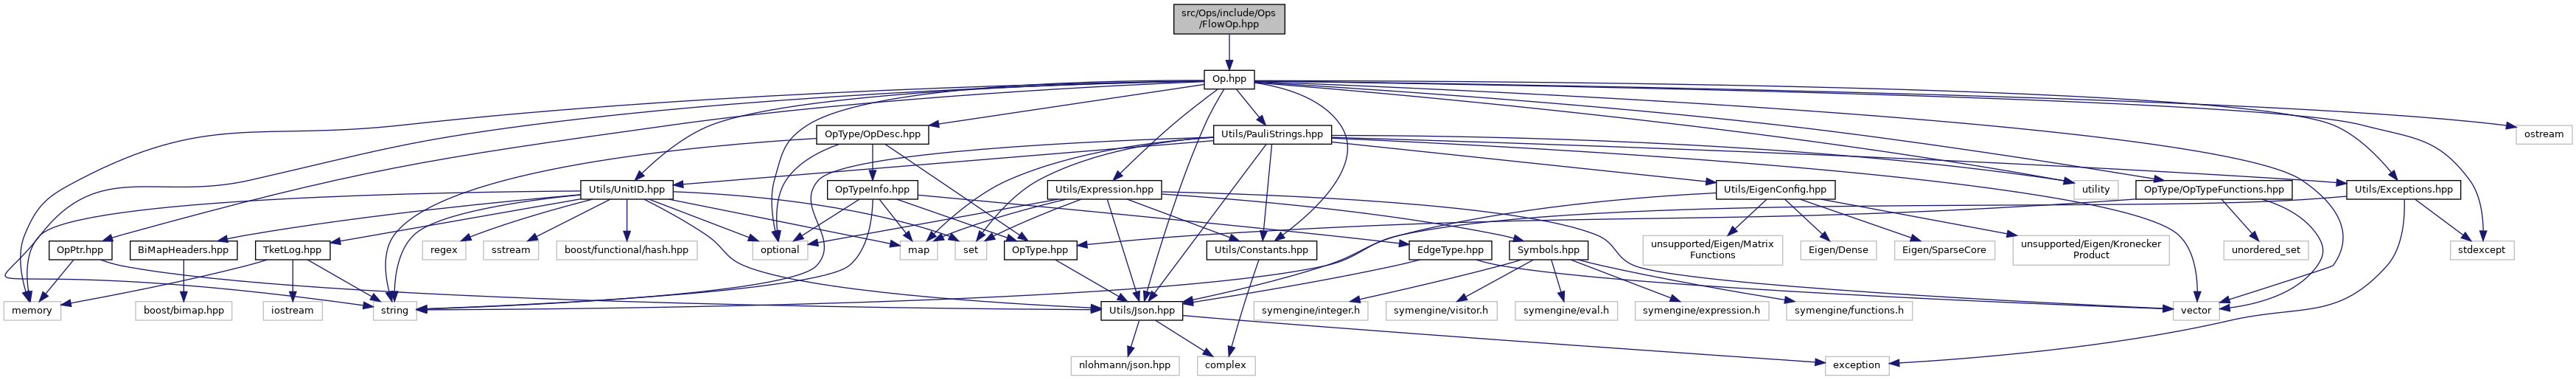 src/Ops/include/Ops
/FlowOp.hpp
Op.hpp
OpType/OpDesc.hpp
Utils/PauliStrings.hpp
ostream
Utils/UnitID.hpp
OpTypeInfo.hpp
Utils/Expression.hpp
Utils/EigenConfig.hpp
utility
OpType/OpTypeFunctions.hpp
Utils/Exceptions.hpp
OpPtr.hpp
BiMapHeaders.hpp
TketLog.hpp
regex
sstream
boost/functional/hash.hpp
optional
map
set
OpType.hpp
Utils/Constants.hpp
EdgeType.hpp
Symbols.hpp
unsupported/Eigen/Matrix
Functions
Eigen/Dense
Eigen/SparseCore
unsupported/Eigen/Kronecker
Product
unordered_set
stdexcept
memory
boost/bimap.hpp
iostream
string
Utils/Json.hpp
symengine/integer.h
symengine/visitor.h
symengine/eval.h
symengine/expression.h
symengine/functions.h
vector
nlohmann/json.hpp
complex
exception